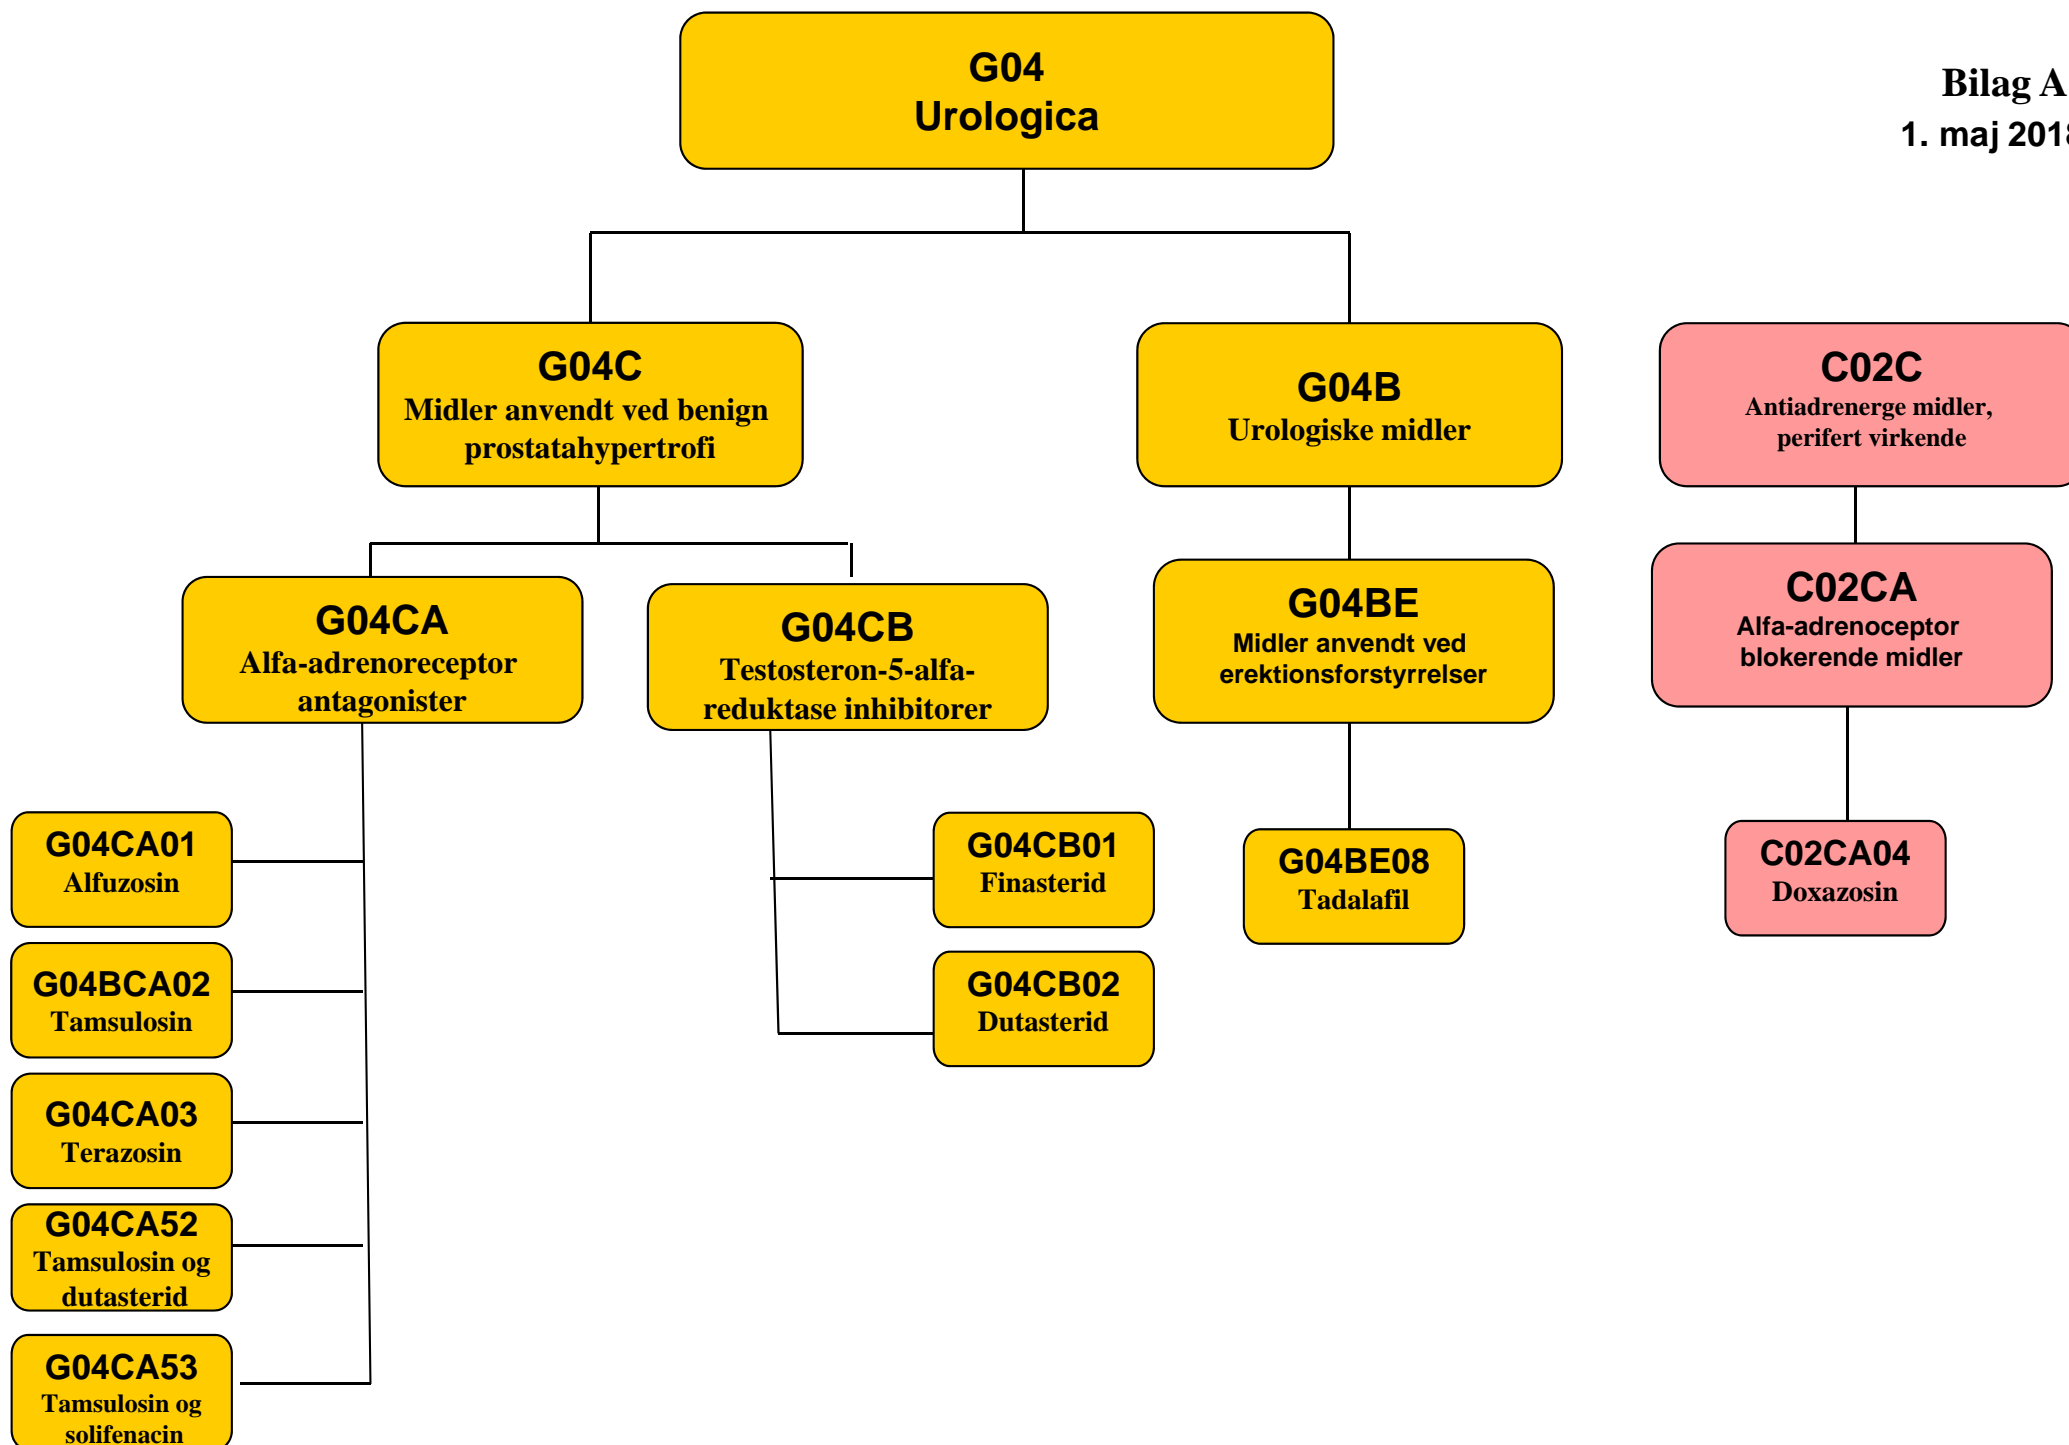 G04
Urologica
Bilag A
1. maj 2018
G04C
Midler anvendt ved benign
prostatahypertrofi
G04B
Urologiske midler
C02C
Antiadrenerge midler,
perifert virkende
G04CA
Alfa-adrenoreceptor
antagonister
G04CB
Testosteron-5-alfa-
reduktase inhibitorer
G04BE
Midler anvendt ved
erektionsforstyrrelser
C02CA
Alfa-adrenoceptor
blokerende midler
G04CA01
Alfuzosin
G04BCA02
Tamsulosin
G04CA03
Terazosin
G04CA52
Tamsulosin og
dutasterid
G04CA53
Tamsulosin og
solifenacin
G04CB01
Finasterid
G04CB02
Dutasterid
G04BE08
Tadalafil
C02CA04
Doxazosin